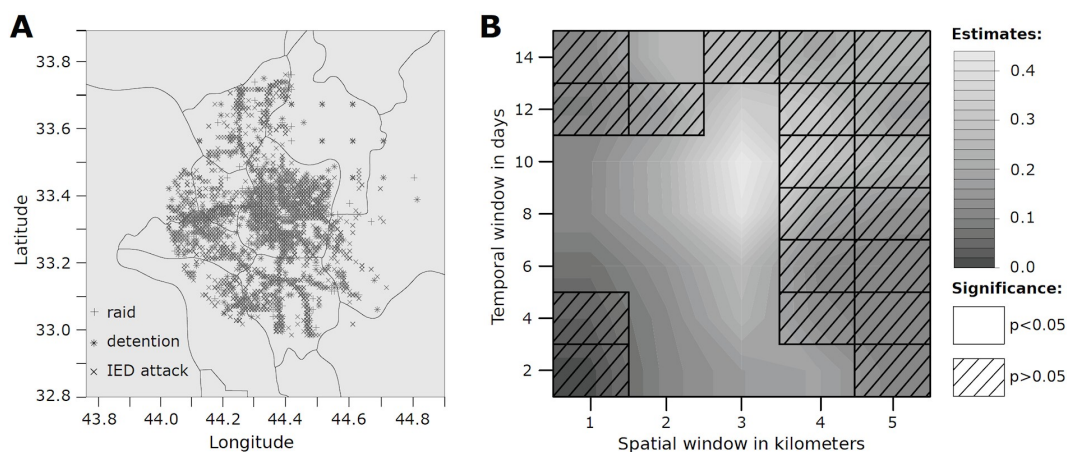 A
33.8
33.6
33.4
33.2
33.0
32.8
Latitude
raid
detention
IED attack
43.8
44.0
44.2
44.4
44.6
44.8
Longitude
B
14
12
10
8
6
4
2
Temporal window in days
1
2
3
4
5
Spatial window in kilometers
Estimates:
0.4
0.3
0.2
0.1
0.0
Significance:
p<0.05
p>0.05